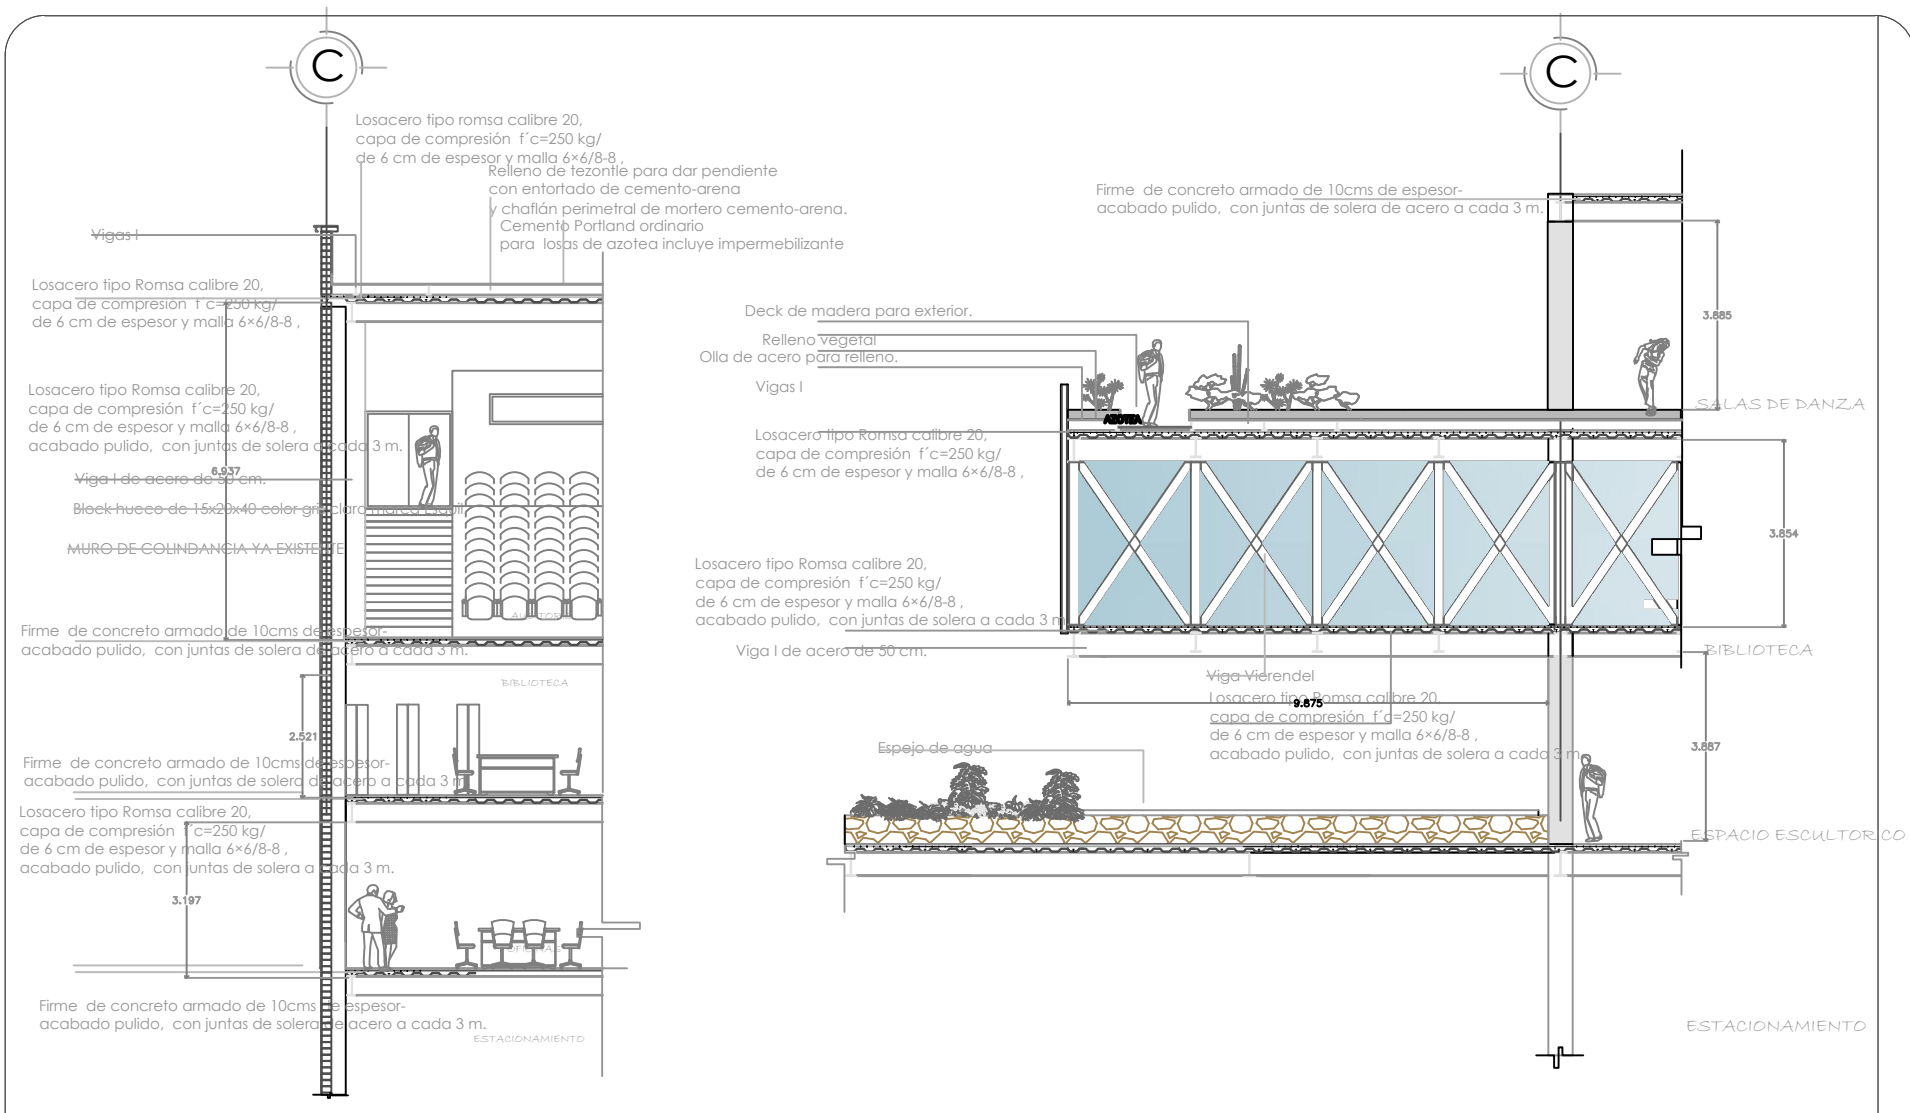 C
Losacero tipo romsa calibre 20,
capa de compresión f´c=250 kg/
de 6 cm de espesor y malla 6×6/8-8 ,
Relleno de tezontle para dar pendiente
con entortado de cemento-arena
y chaflán perimetral de mortero cemento-arena.
Cemento Portland ordinario
para losas de azotea incluye impermebilizante
Vigas I
Losacero tipo Romsa calibre 20,
capa de compresión f´c=250 kg/
de 6 cm de espesor y malla 6×6/8-8 ,
Losacero tipo Romsa calibre 20,
capa de compresión f´c=250 kg/
de 6 cm de espesor y malla 6×6/8-8 ,
acabado pulido, con juntas de solera a cada 3 m.
6.937
Viga I de acero de 50 cm.
Block hueco de 15x20x40 color gris claro marca Esquil
MURO DE COLINDANCIA YA EXISTENTE
AUDITORIO
Firme de concreto armado de 10cms de espesor-
acabado pulido, con juntas de solera de acero a cada 3 m.
BIBLIOTECA
2.521
Firme de concreto armado de 10cms de espesor-
acabado pulido, con juntas de solera de acero a cada 3 m
Losacero tipo Romsa calibre 20,
capa de compresión f´c=250 kg/
de 6 cm de espesor y malla 6×6/8-8 ,
acabado pulido, con juntas de solera a cada 3 m.
3.197
OFICINAS
Firme de concreto armado de 10cms de espesor-
acabado pulido, con juntas de solera de acero a cada 3 m.
ESTACIONAMIENTO
C
Firme de concreto armado de 10cms de espesor-
acabado pulido, con juntas de solera de acero a cada 3 m.
3.885
Deck de madera para exterior.
Relleno vegetal
Olla de acero para relleno.
Vigas I
AZOTEA
SALAS DE DANZA
Losacero tipo Romsa calibre 20,
capa de compresión f´c=250 kg/
de 6 cm de espesor y malla 6×6/8-8 ,
3.854
Losacero tipo Romsa calibre 20,
capa de compresión f´c=250 kg/
de 6 cm de espesor y malla 6×6/8-8 ,
acabado pulido, con juntas de solera a cada 3 m
Viga I de acero de 50 cm.
BIBLIOTECA
Viga Vierendel
Losacero tipo Romsa calibre 20,
9.875
capa de compresión f´c=250 kg/
de 6 cm de espesor y malla 6×6/8-8 ,
acabado pulido, con juntas de solera a cada 3 m
3.887
Espejo de agua
ESPACIO ESCULTORICO
ESTACIONAMIENTO